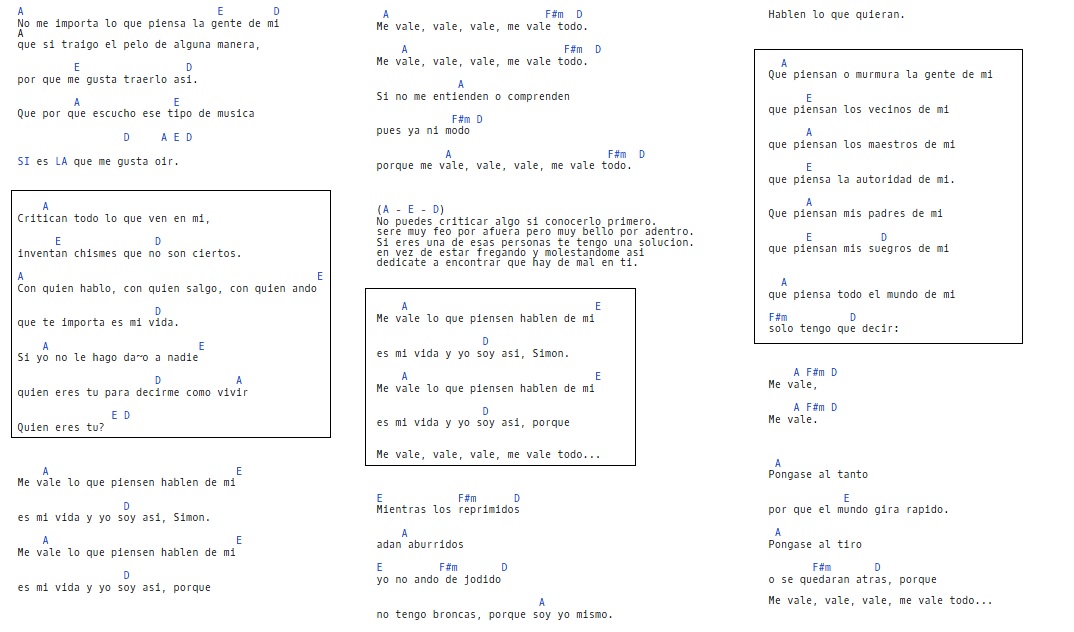 A E D
No me importa lo que piensa la gente de mi
A
que si traigo el pelo de alguna manera,
E D
por que me gusta traerlo asi.
A E
Que por que escucho ese tipo de musica
D A E D
SI es LA que me gusta oir.
A
Critican todo lo que ven en mi,
E D
inventan chismes que no son ciertos.
A E
Con quien hablo, con quien salgo, con quien ando
D
que te importa es mi vida.
A E
Si yo no le hago da~o a nadie
D A
quien eres tu para decirme como vivir
E D
Quien eres tu?
A E
Me vale lo que piensen hablen de mi
D
es mi vida y yo soy asi, Simon.
A E
Me vale lo que piensen hablen de mi
D
es mi vida y yo soy asi, porque
A F#m D
Me vale, vale, vale, me vale todo.
A F#m D
Me vale, vale, vale, me vale todo.
A
Si no me entienden o comprenden
F#m D
pues ya ni modo
A F#m D
porque me vale, vale, vale, me vale todo.
(A - E - D)
No puedes criticar algo si conocerlo primero.
sere muy feo por afuera pero muy bello por adentro.
Si eres una de esas personas te tengo una solucion.
en vez de estar fregando y molestandome asi
dedicate a encontrar que hay de mal en ti.
A E
Me vale lo que piensen hablen de mi
D
es mi vida y yo soy asi, Simon.
A E
Me vale lo que piensen hablen de mi
D
es mi vida y yo soy asi, porque
Me vale, vale, vale, me vale todo...
E F#m D
Mientras los reprimidos
A
adan aburridos
E F#m D
yo no ando de jodido
A
no tengo broncas, porque soy yo mismo.
Hablen lo que quieran.
A
Que piensan o murmura la gente de mi
E
que piensan los vecinos de mi
A
que piensan los maestros de mi
E
que piensa la autoridad de mi.
A
Que piensan mis padres de mi
E D
que piensan mis suegros de mi
A
que piensa todo el mundo de mi
F#m D
solo tengo que decir:
A F#m D
Me vale,
A F#m D
Me vale.
A
Pongase al tanto
E
por que el mundo gira rapido.
A
Pongase al tiro
F#m D
o se quedaran atras, porque
Me vale, vale, vale, me vale todo...